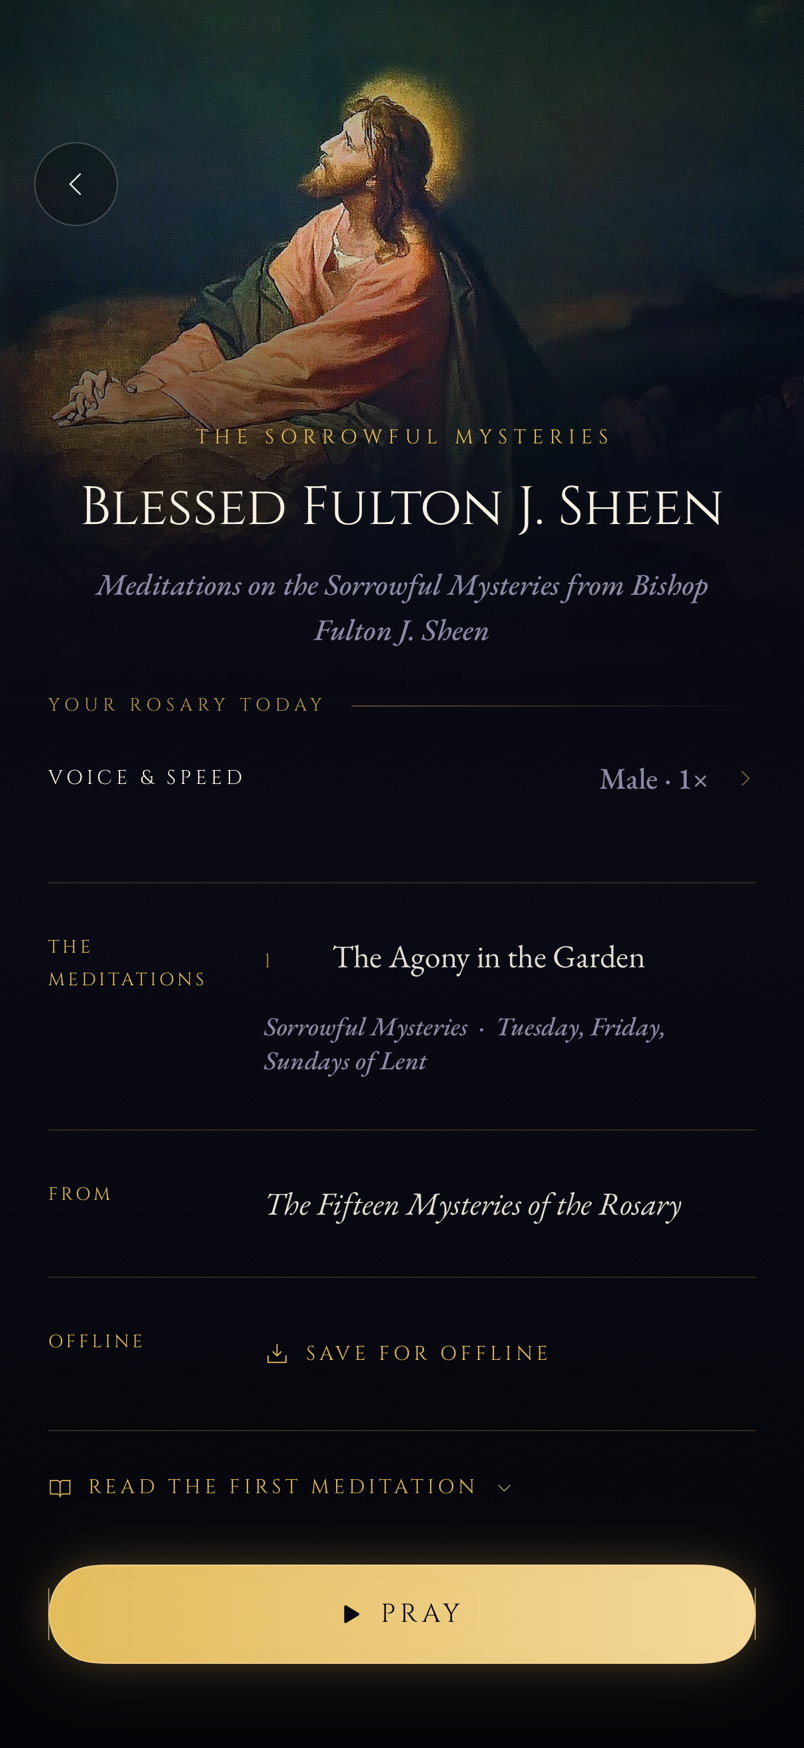 THE SORROWFUL MYSTERIES
BLESSED FULTON J. SHEEN
Meditations on the Sorrowful Mysteries from Bishop
Fulton J. Sheen
YOUR ROSARY TODAY
VOICE & SPEED
Male · 1×
THE
MEDITATIONS
1
The Agony in the Garden
Sorrowful Mysteries · Tuesday, Friday,
Sundays of Lent
FROM
The Fifteen Mysteries of the Rosary
OFFLINE
SAVE FOR OFFLINE
READ THE FIRST MEDITATION
PRAY